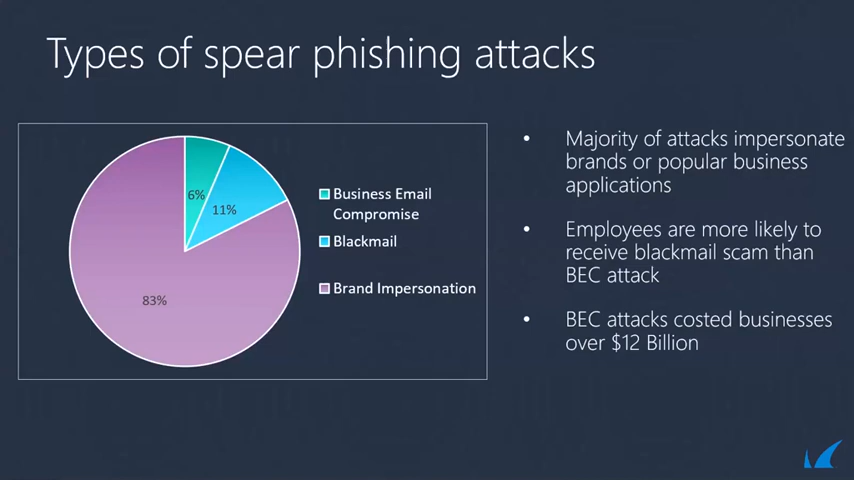 Types of spear phishing attacks
6%
11%
83%
Business Email
Compromise
Blackmail
Brand Impersonation
• Majority of attacks impersonate
brands or popular business
applications
• Employees are more likely to
receive blackmail scam than
BEC attack
• BEC attacks costed businesses
over $12 Billion